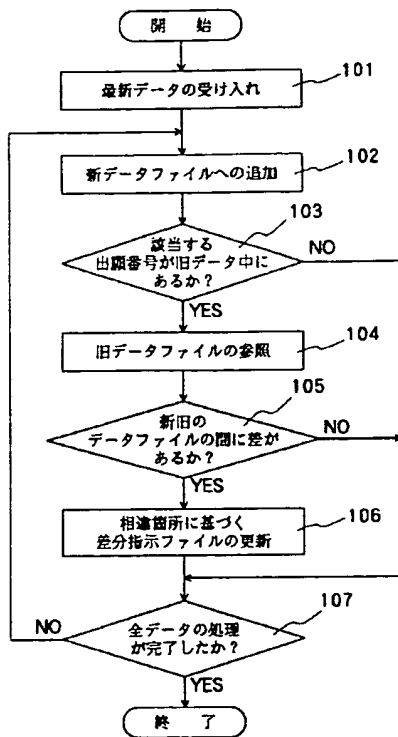 開 始
最新データの受け入れ
101
新データファイルへの追加
102
103
該当する
出願番号が旧データ中に
あるか?
NO
YES
旧データファイルの参照
104
105
新旧の
データファイルの間に差が
あるか?
NO
YES
相違箇所に基づく
差分指示ファイルの更新
106
107
NO
全データの処理
が完了したか?
YES
終 了